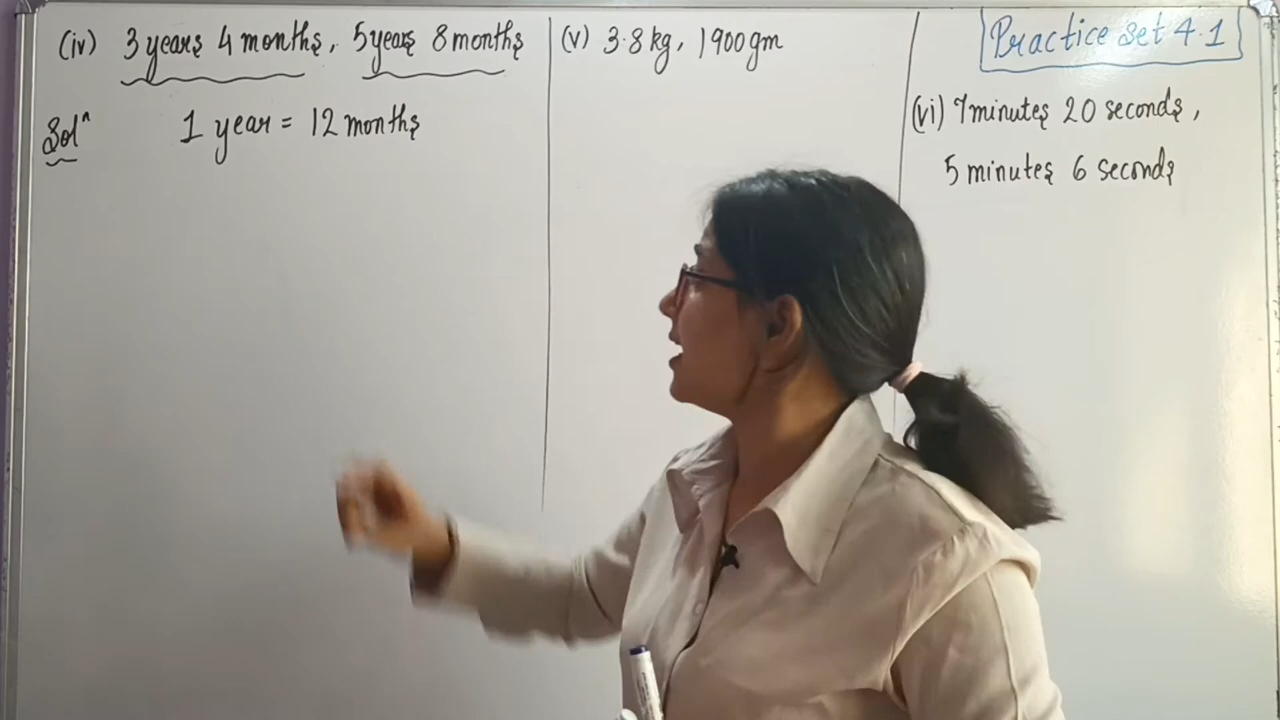 (iv) 3 years 4 months, 5 years 8 months
Solⁿ 1 year = 12 months
(v) 3.8 kg, 1900 gm
Practice Set 4.1
(vi) 7 minutes 20 seconds,
5 minutes 6 seconds